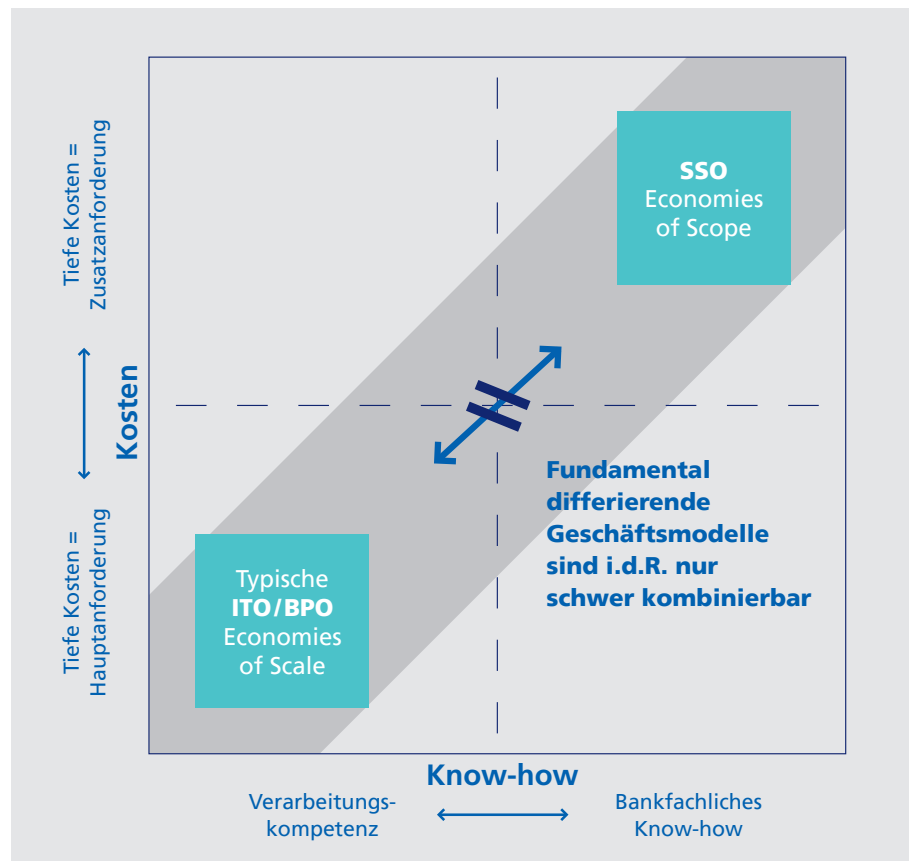 SSO
Economies
of Scope
Tiefe Kosten =
Zusatzanforderung
Kosten
Tiefe Kosten =
Hauptanforderung
Fundamental
differierende
Geschäftsmodelle
sind i.d.R. nur
schwer kombinierbar
Typische
ITO/BPO
Economies
of Scale
Know-how
Verarbeitungs-
kompetenz
Bankfachliches
Know-how